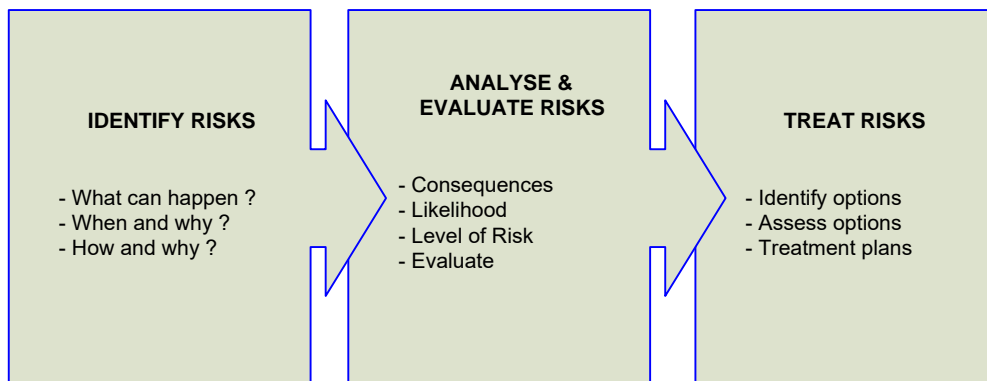 IDENTIFY RISKS
- What can happen ?
- When and why ?
- How and why ?
ANALYSE &
EVALUATE RISKS
- Consequences
- Likelihood
- Level of Risk
- Evaluate
TREAT RISKS
- Identify options
- Assess options
- Treatment plans